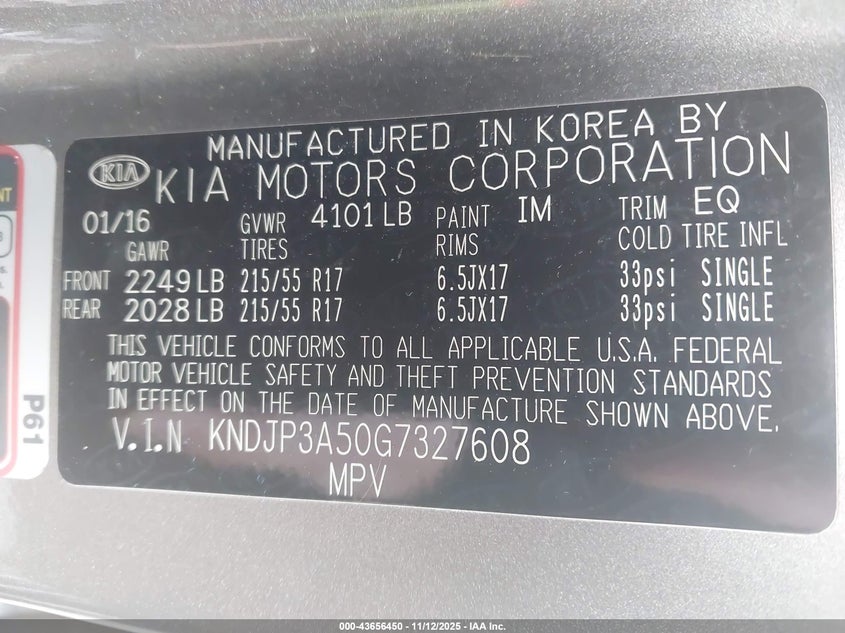 MANUFACTURED IN KOREA BY
KIA KIA MOTORS CORPORATION
01/16 GVWR 4101 LB PAINT IM TRIM EQ
GAWR TIRES RIMS COLD TIRE INFL
FRONT 2249 LB 215/55 R17 6.5JX17 33psi SINGLE
REAR 2028 LB 215/55 R17 6.5JX17 33psi SINGLE
THIS VEHICLE CONFORMS TO ALL APPLICABLE U.S.A. FEDERAL
MOTOR VEHICLE SAFETY AND THEFT PREVENTION STANDARDS
IN EFFECT ON THE DATE OF MANUFACTURE SHOWN ABOVE.
V.I.N KNDJP3A50G7327608
MPV
P61
000-43656450 - 11/12/2025 - IAA Inc.